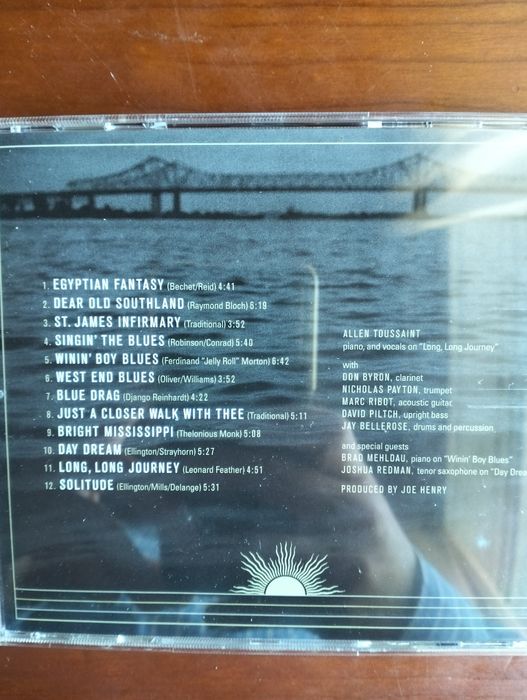 1. EGYPTIAN FANTASY (Bechet/Reid) 4:41
2. DEAR OLD SOUTHLAND (Raymond Bloch) 6:19
3. ST. JAMES INFIRMARY (Traditional) 3:52
4. SINGIN' THE BLUES (Robinson/Conrad) 5:40
5. WININ' BOY BLUES (Ferdinand "Jelly Roll" Morton) 6:42
6. WEST END BLUES (Oliver/Williams) 3:52
7. BLUE DRAG (Django Reinhardt) 4:22
8. JUST A CLOSER WALK WITH THEE (Traditional) 5:11
9. BRIGHT MISSISSIPPI (Thelonious Monk) 5:08
10. DAY DREAM (Ellington/Strayhorn) 5:27
11. LONG, LONG JOURNEY (Leonard Feather) 4:51
12. SOLITUDE (Ellington/Mills/Delange) 5:31
ALLEN TOUSSAINT
piano, and vocals on "Long, Long Journey"
with
DON BYRON, clarinet
NICHOLAS PAYTON, trumpet
MARC RIBOT, acoustic guitar
DAVID PILTCH, upright bass
JAY BELLEROSE, drums and percussion
and special guests
BRAD MEHLDAU, piano on "Winin' Boy Blues"
JOSHUA REDMAN, tenor saxophone on "Day Drea
PRODUCED BY JOE HENRY